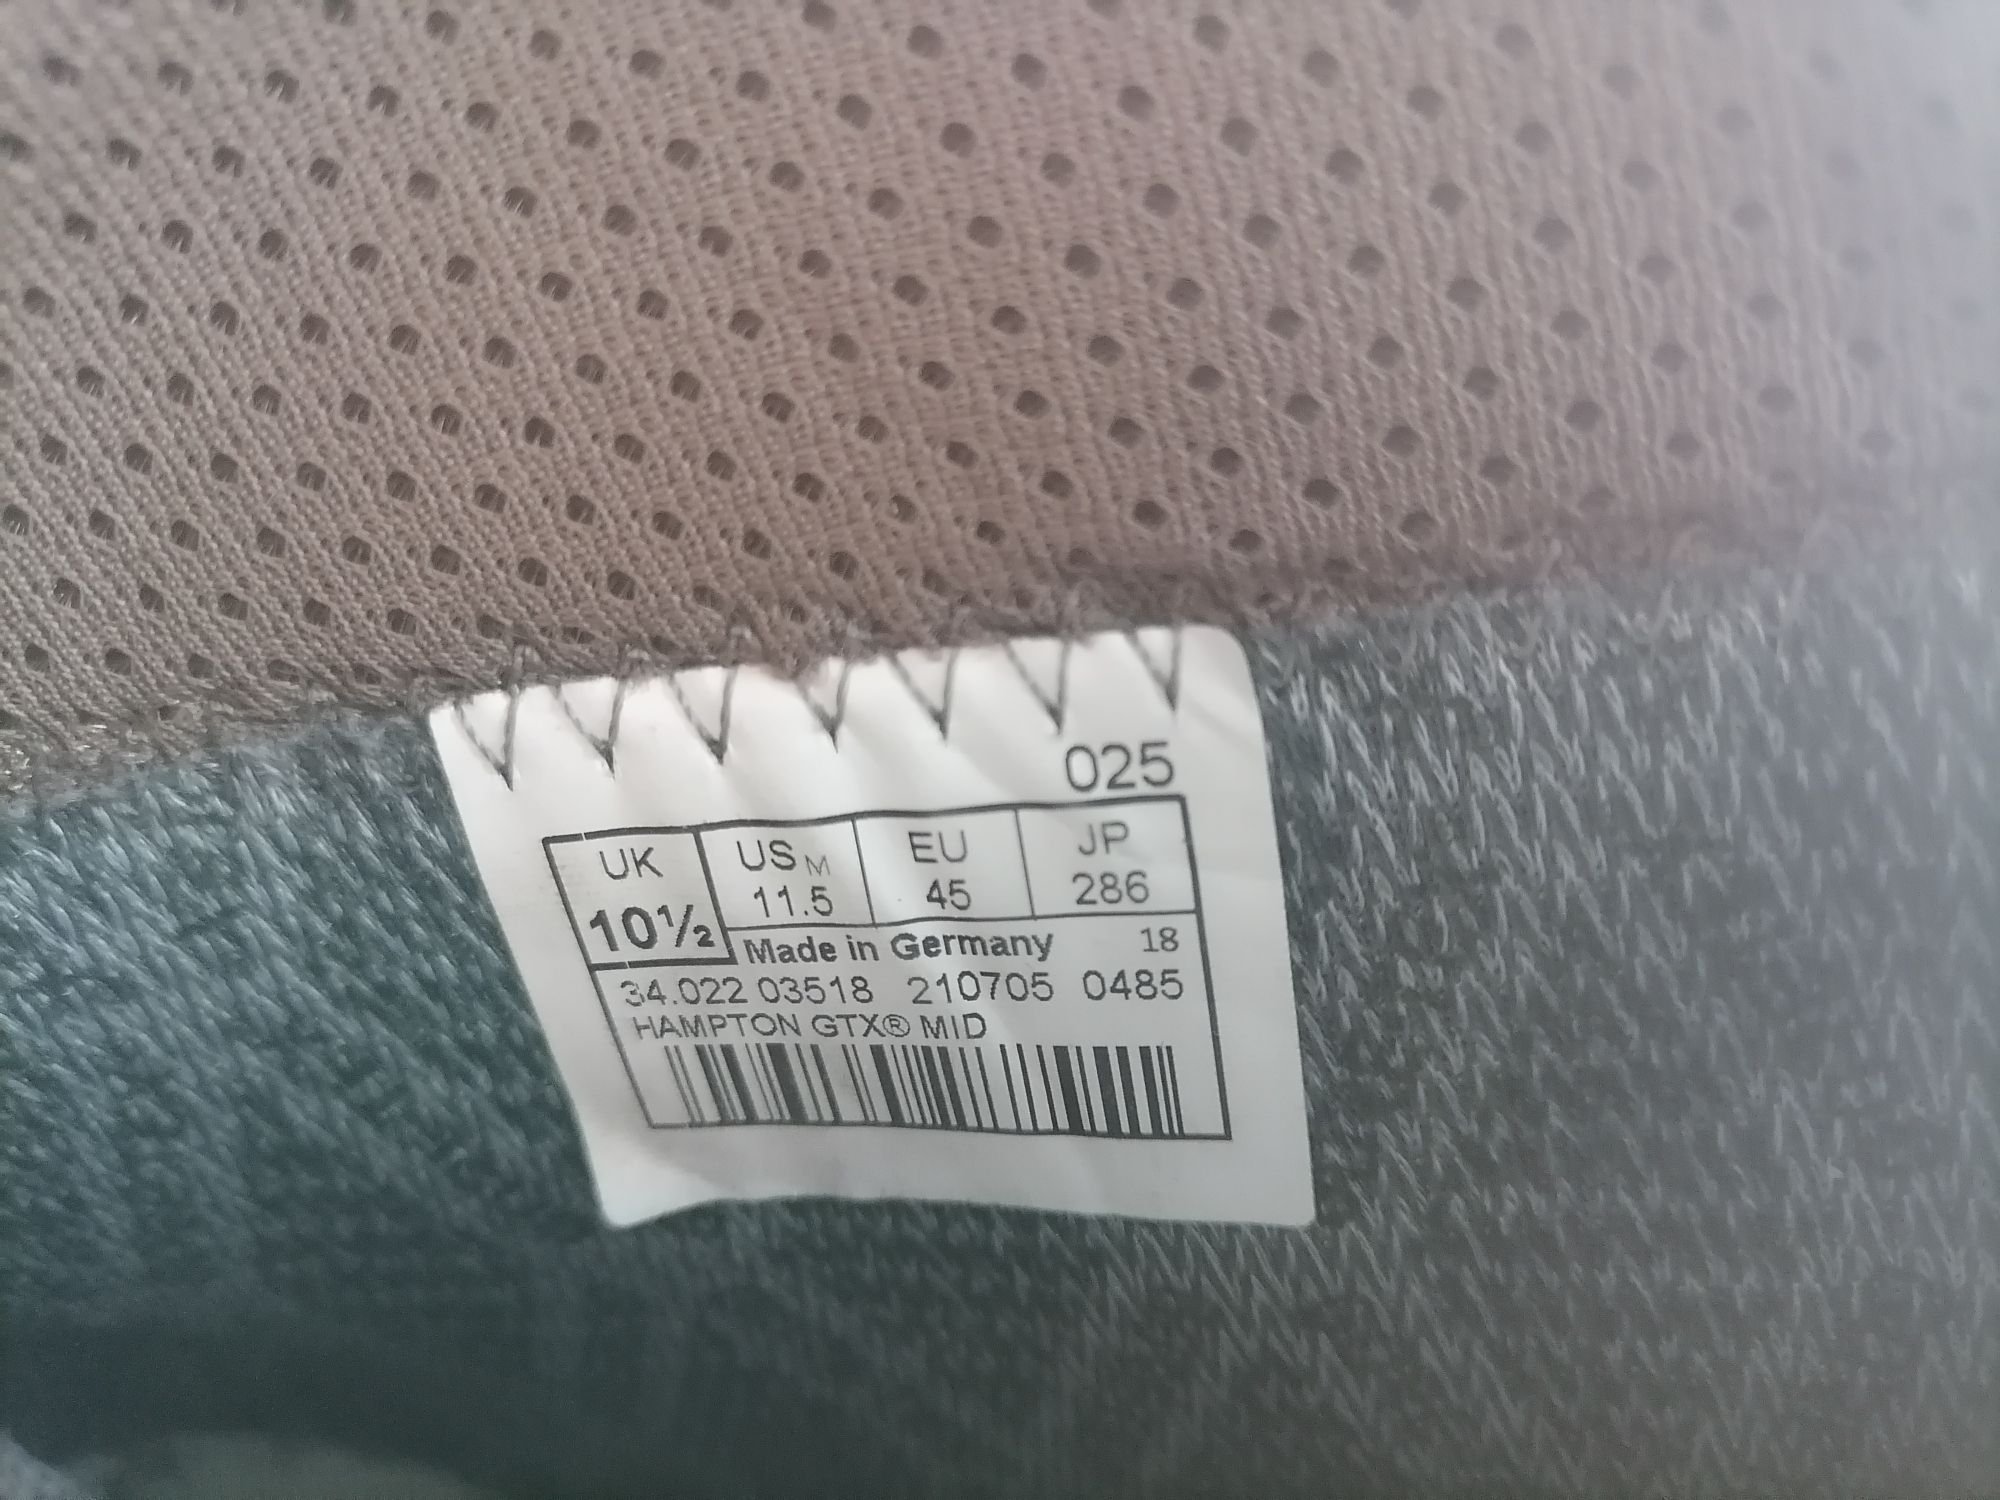 025
UK US M EU JP
10½ 11.5 45 286
Made in Germany 18
34.022 03518 210705 0485
HAMPTON GTX® MID